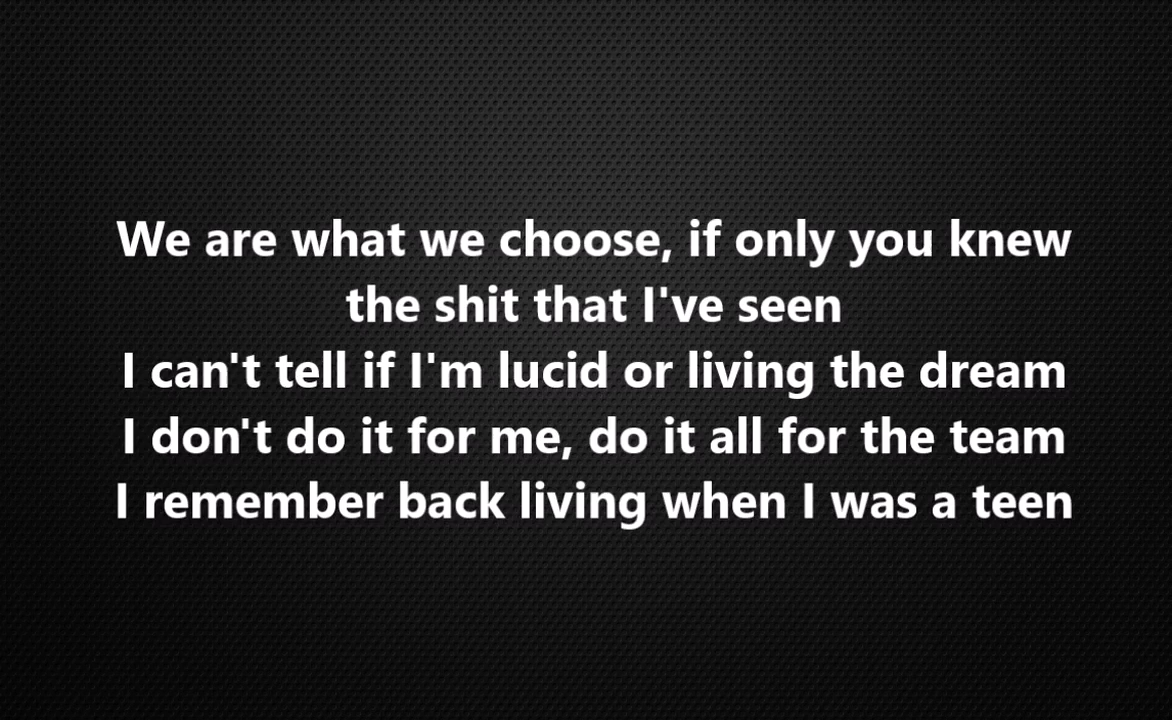 We are what we choose, if only you knew
the shit that I've seen
I can't tell if I'm lucid or living the dream
I don't do it for me, do it all for the team
I remember back living when I was a teen